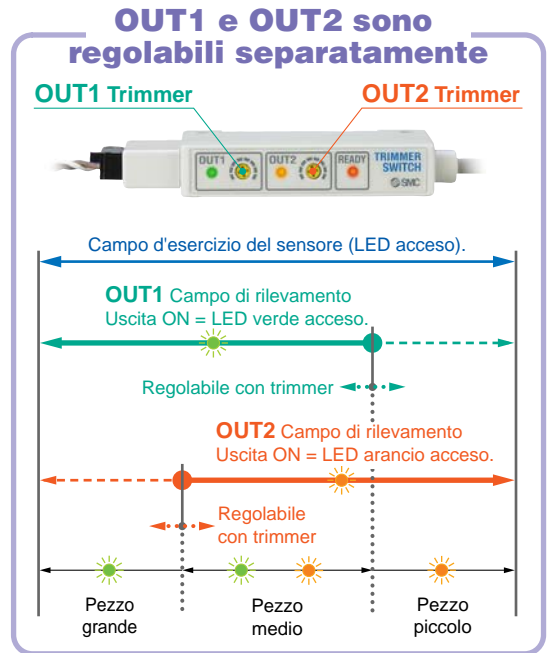 OUT1 e OUT2 sono
regolabili separatamente
OUT1 Trimmer
OUT2 Trimmer
OUT1
OUT2
READY
TRIMMER
SWITCH
SMC
Campo d'esercizio del sensore (LED acceso).
OUT1 Campo di rilevamento
Uscita ON = LED verde acceso.
Regolabile con trimmer
OUT2 Campo di rilevamento
Uscita ON = LED arancio acceso.
Regolabile
con trimmer
Pezzo
grande
Pezzo
medio
Pezzo
piccolo